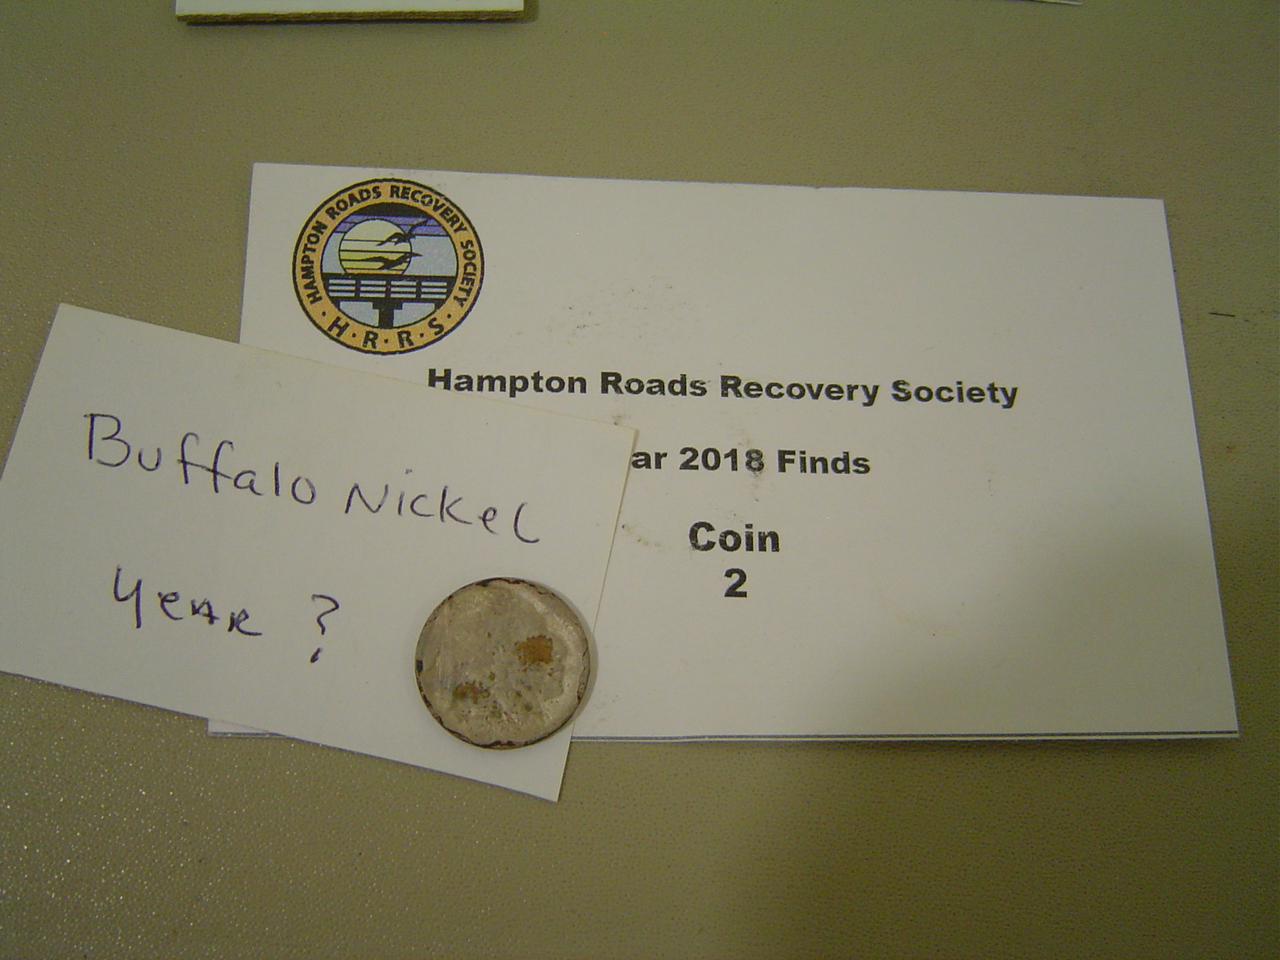 HAMPTON ROADS RECOVERY SOCIETY
· H · R · R · S ·
Hampton Roads Recovery Society
ar 2018 Finds
Coin
2
Buffalo Nickel
Year ?